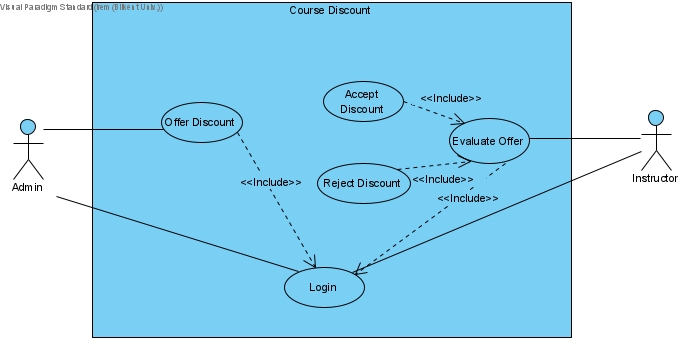 Visual Paradigm Standard(Irem (Bilkent Univ.))
Course Discount
Accept
Discount
<<Include>>
Offer Discount
Evaluate Offer
Admin
<<Include>>
Reject Discount
<<Include>>
Instructor
<<Include>>
Login